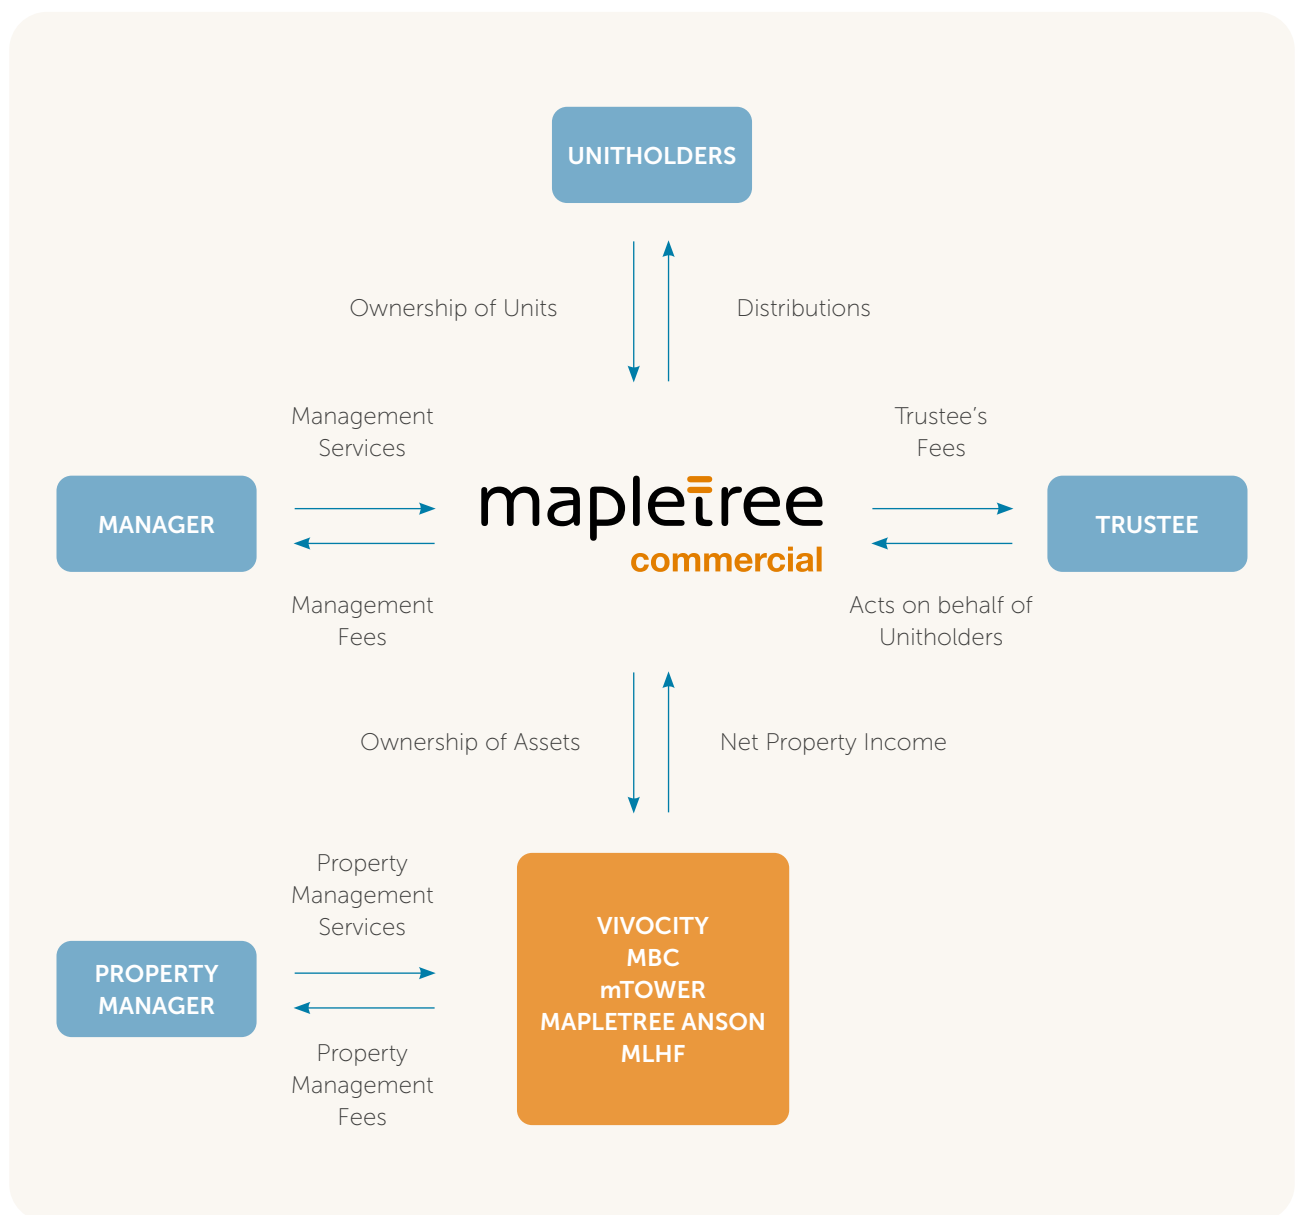 UNITHOLDERS
Ownership of Units
Distributions
Management
Services
Trustee's
Fees
MANAGER
mapletree
commercial
TRUSTEE
Management
Fees
Acts on behalf of
Unitholders
Ownership of Assets
Net Property Income
Property
Management
Services
PROPERTY
MANAGER
Property
Management
Fees
VIVOCITY
MBC
mTOWER
MAPLETREE ANSON
MLHF